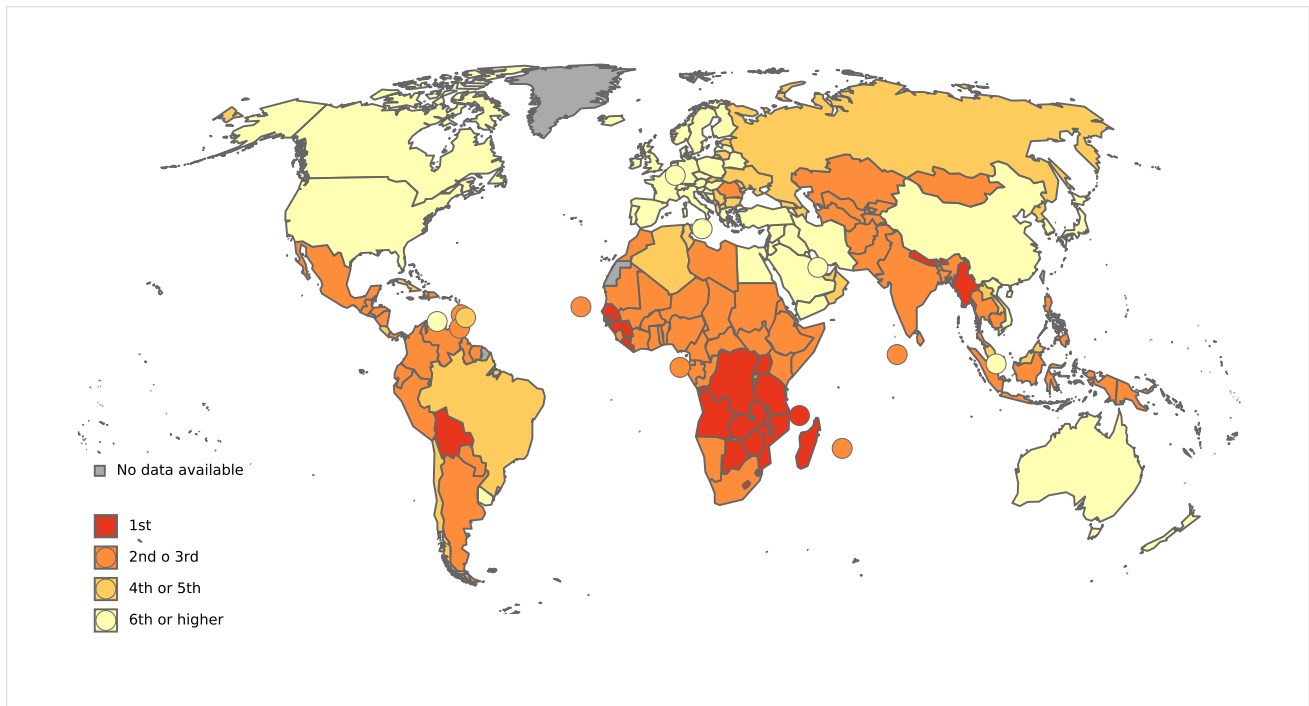 No data available
1st
2nd o 3rd
4th or 5th
6th or higher